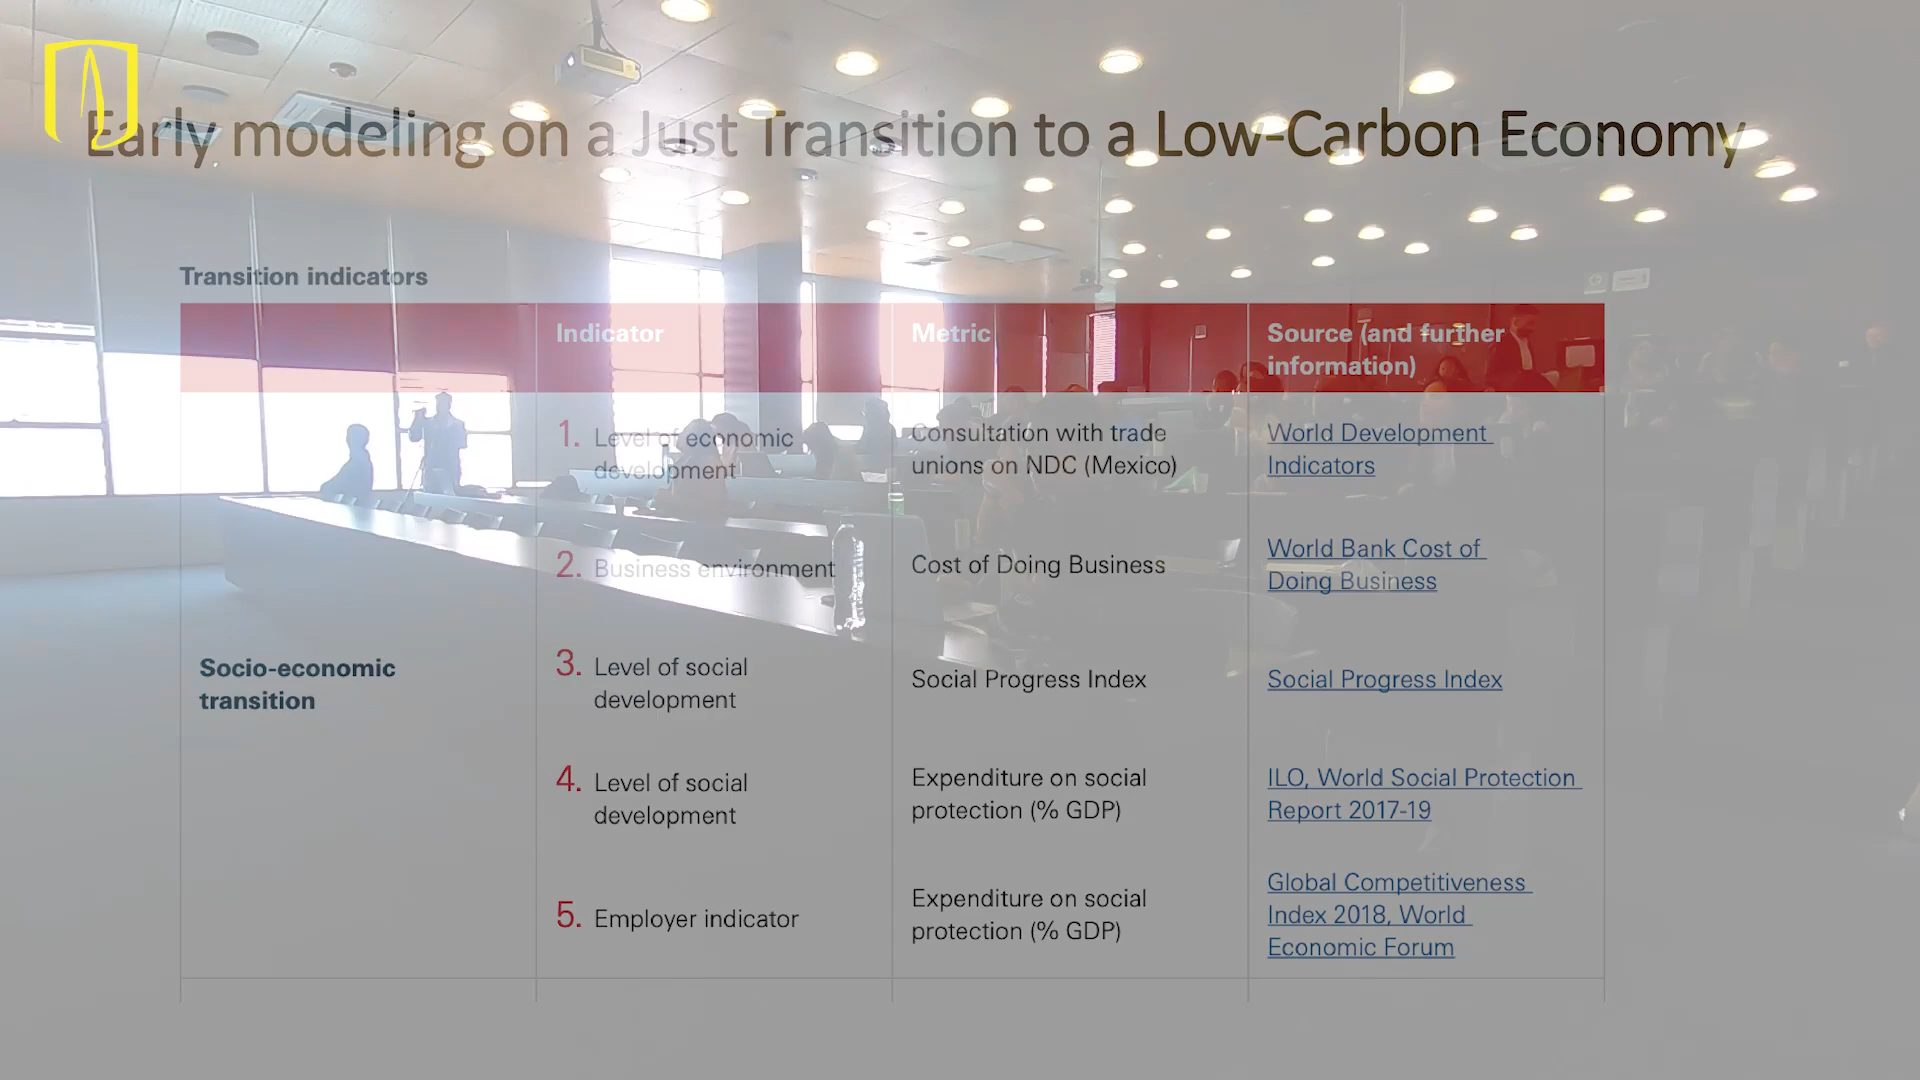 Early modeling on a Just Transition to a Low-Carbon Economy
Transition indicators
Indicator
Metric
Source (and further
information)
Socio-economic
transition
1. Level of economic
development
Consultation with trade
unions on NDC (Mexico)
World Development
Indicators
2. Business environment
Cost of Doing Business
World Bank Cost of
Doing Business
3. Level of social
development
Social Progress Index
Social Progress Index
4. Level of social
development
Expenditure on social
protection (% GDP)
ILO, World Social Protection
Report 2017-19
5. Employer indicator
Expenditure on social
protection (% GDP)
Global Competitiveness
Index 2018, World
Economic Forum